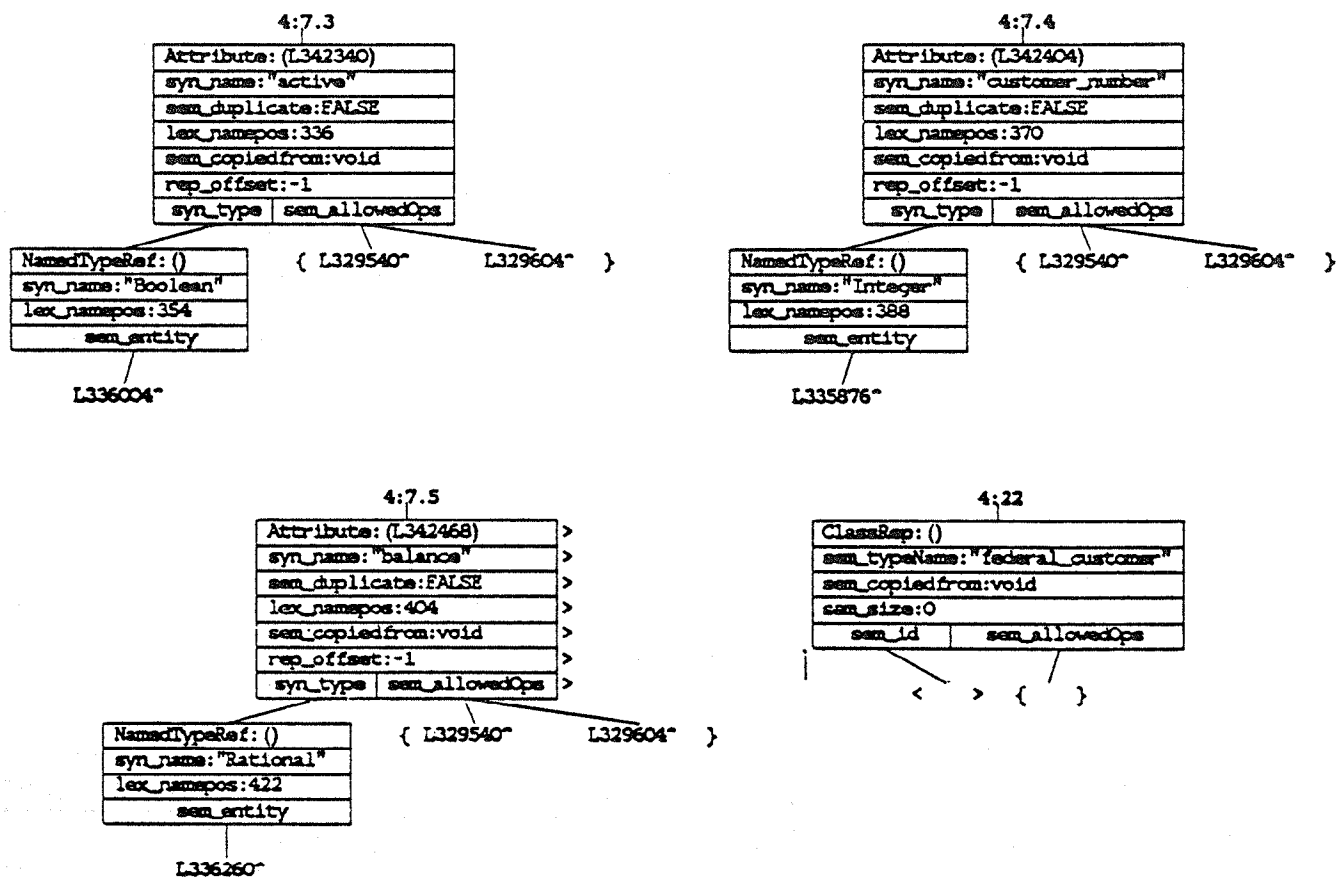 4:7.3
Attribute: (L342340)
syn_name:"active"
sem_duplicate:FALSE
lex_namepos:336
sem_copiedfrom:void
rep_offset:-1
syn_type sem_allowedOps
NamedTypeRef: ()
syn_name:"Boolean"
lex_namepos:354
sem_entity
{ L329540^ L329604^ }
L336004^
4:7.4
Attribute: (L342404)
syn_name:"customer_number"
sem_duplicate:FALSE
lex_namepos:370
sem_copiedfrom:void
rep_offset:-1
syn_type sem_allowedOps
NamedTypeRef: ()
syn_name:"Integer"
lex_namepos:388
sem_entity
{ L329540^ L329604^ }
L335876^
4:7.5
Attribute: (L342468) >
syn_name:"balance" >
sem_duplicate:FALSE >
lex_namepos:404 >
sem_copiedfrom:void >
rep_offset:-1 >
syn_type sem_allowedOps >
NamedTypeRef: ()
syn_name:"Rational"
lex_namepos:422
sem_entity
{ L329540^ L329604^ }
L336260^
4:22
ClassRep: ()
sem_typeName:"federal_customer"
sem_copiedfrom:void
sem_size:0
sem_id sem_allowedOps
< > { }